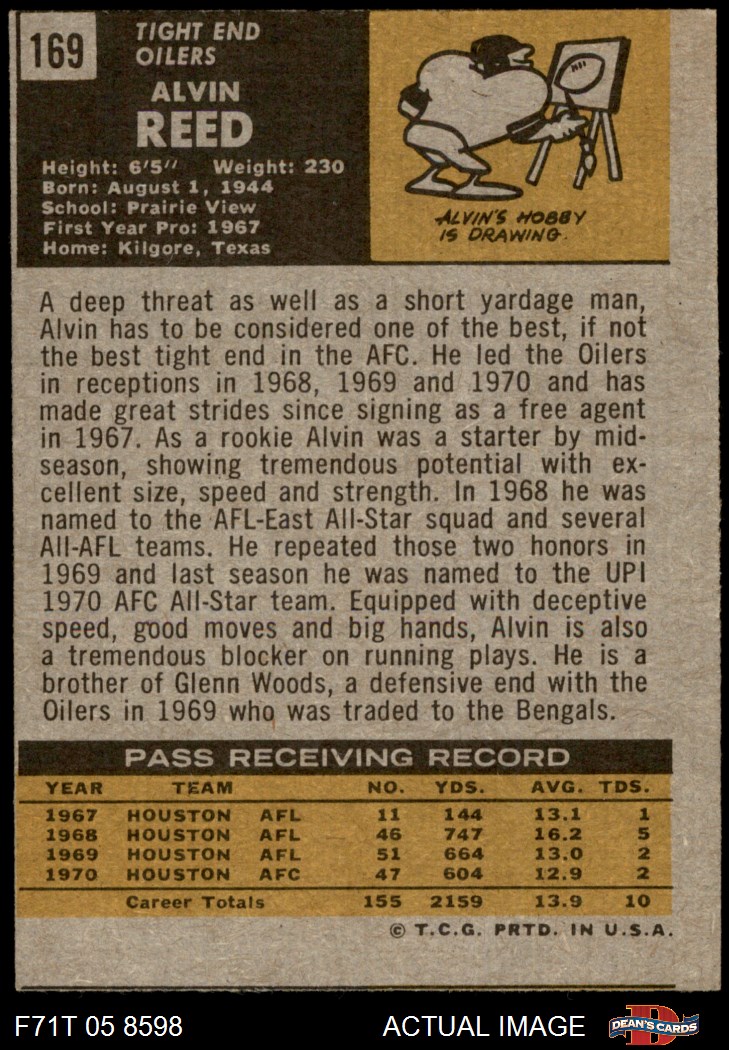 169
TIGHT END
OILERS
ALVIN
REED
Height: 6'5" Weight: 230
Born: August 1, 1944
School: Prairie View
First Year Pro: 1967
Home: Kilgore, Texas
ALVIN'S HOBBY
IS DRAWING.
A deep threat as well as a short yardage man,
Alvin has to be considered one of the best, if not
the best tight end in the AFC. He led the Oilers
in receptions in 1968, 1969 and 1970 and has
made great strides since signing as a free agent
in 1967. As a rookie Alvin was a starter by mid-
season, showing tremendous potential with ex-
cellent size, speed and strength. In 1968 he was
named to the AFL-East All-Star squad and several
All-AFL teams. He repeated those two honors in
1969 and last season he was named to the UPI
1970 AFC All-Star team. Equipped with deceptive
speed, good moves and big hands, Alvin is also
a tremendous blocker on running plays. He is a
brother of Glenn Woods, a defensive end with the
Oilers in 1969 who was traded to the Bengals.
PASS RECEIVING RECORD
YEAR TEAM NO. YDS. AVG. TDS.
1967 HOUSTON AFL 11 144 13.1 1
1968 HOUSTON AFL 46 747 16.2 5
1969 HOUSTON AFL 51 664 13.0 2
1970 HOUSTON AFC 47 604 12.9 2
Career Totals 155 2159 13.9 10
© T.C.G. PRTD. IN U.S.A.
F71T 05 8598 ACTUAL IMAGE D DEAN'S CARDS